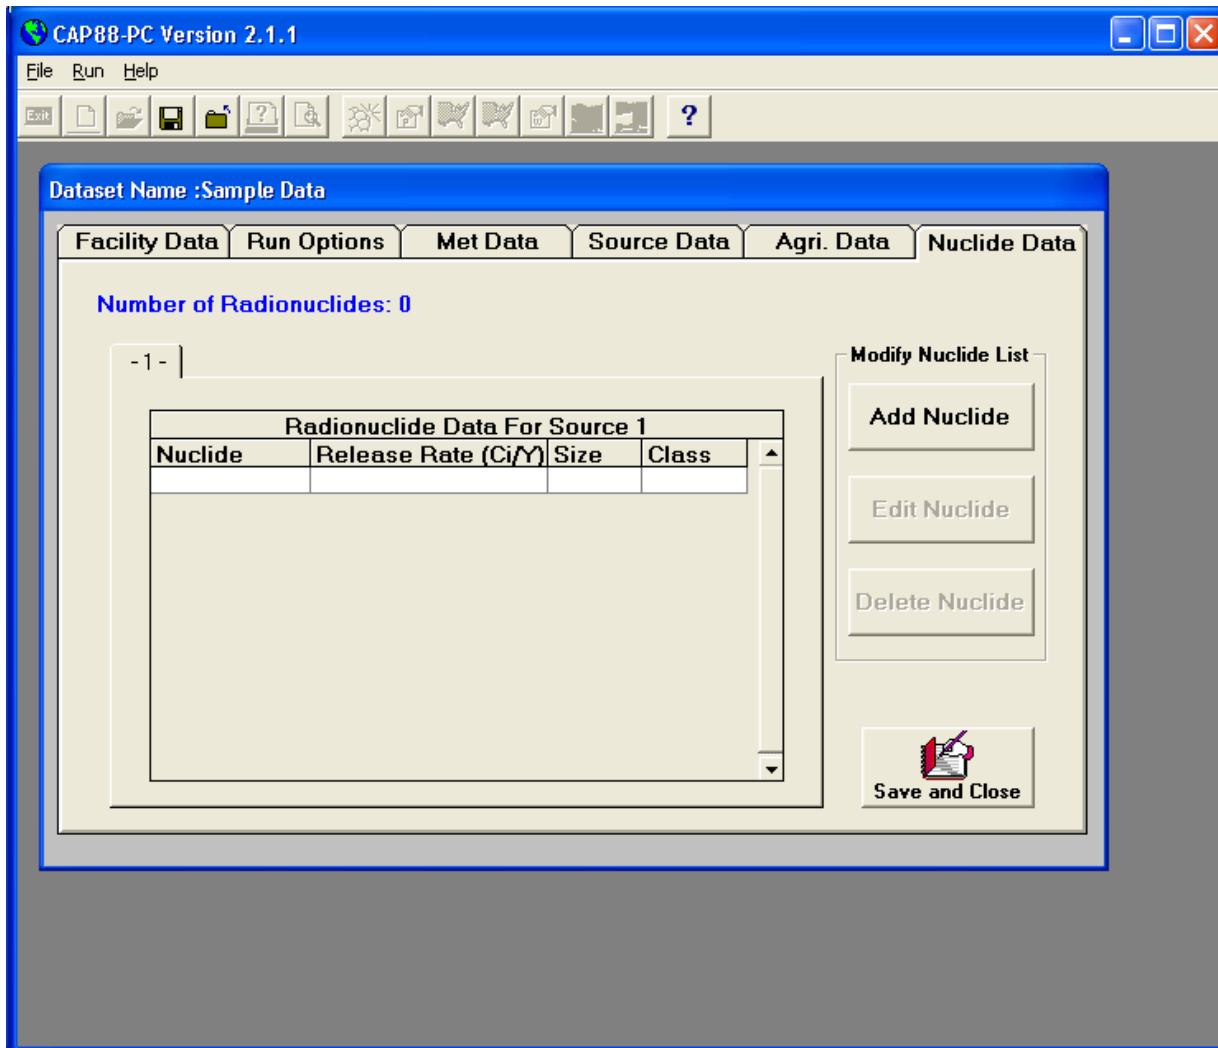 CAP88-PC Version 2.1.1
File Run Help
Exit
?
Dataset Name :Sample Data
Facility Data Run Options Met Data Source Data Agri. Data Nuclide Data
Number of Radionuclides: 0
- 1 -
Modify Nuclide List
Radionuclide Data For Source 1
Nuclide Release Rate (Ci/Y) Size Class
Add Nuclide
Edit Nuclide
Delete Nuclide
Save and Close